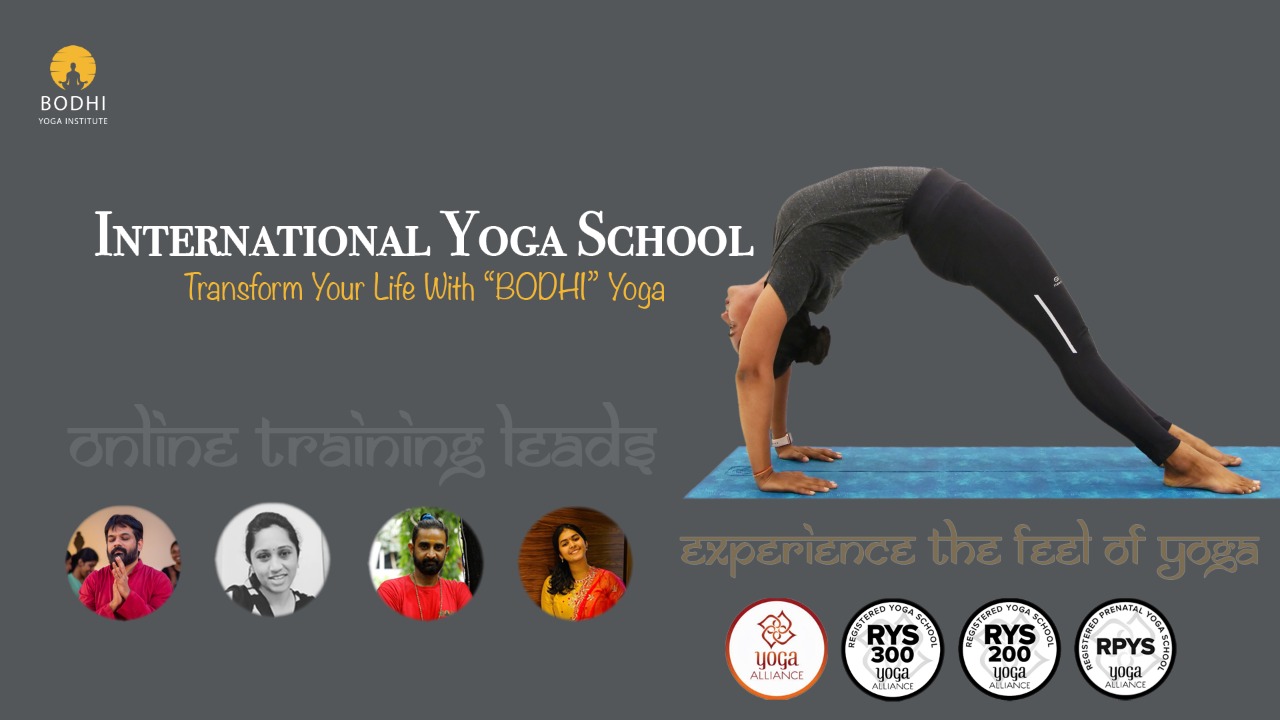 BODHI
YOGA INSTITUTE
INTERNATIONAL YOGA SCHOOL
Transform Your Life With “BODHI” Yoga
online training leads
experience the feel of yoga
yoga
ALLIANCE
REGISTERED YOGA SCHOOL
RYS
300
yoga
ALLIANCE
REGISTERED YOGA SCHOOL
RYS
200
yoga
ALLIANCE
REGISTERED PRENATAL YOGA SCHOOL
RPYS
yoga
ALLIANCE